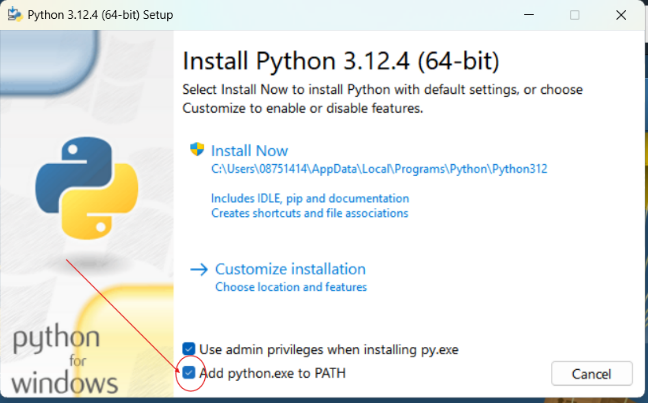 Python 3.12.4 (64-bit) Setup
Install Python 3.12.4 (64-bit)
Select Install Now to install Python with default settings, or choose
Customize to enable or disable features.
Install Now
C:\Users\08751414\AppData\Local\Programs\Python\Python312
Includes IDLE, pip and documentation
Creates shortcuts and file associations
Customize installation
Choose location and features
python
for
windows
Use admin privileges when installing py.exe
Add python.exe to PATH
Cancel